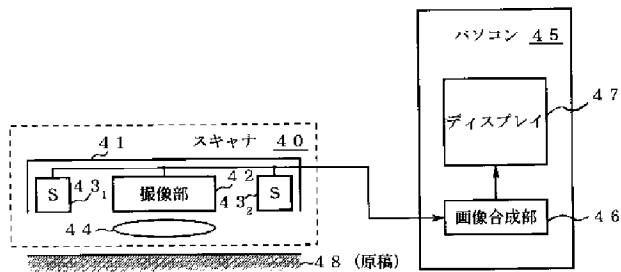 パソコン 45
ディスプレイ
47
画像合成部
46
スキャナ 40
41
S
43₁
撮像部
42
43₂
S
44
48 (原稿)